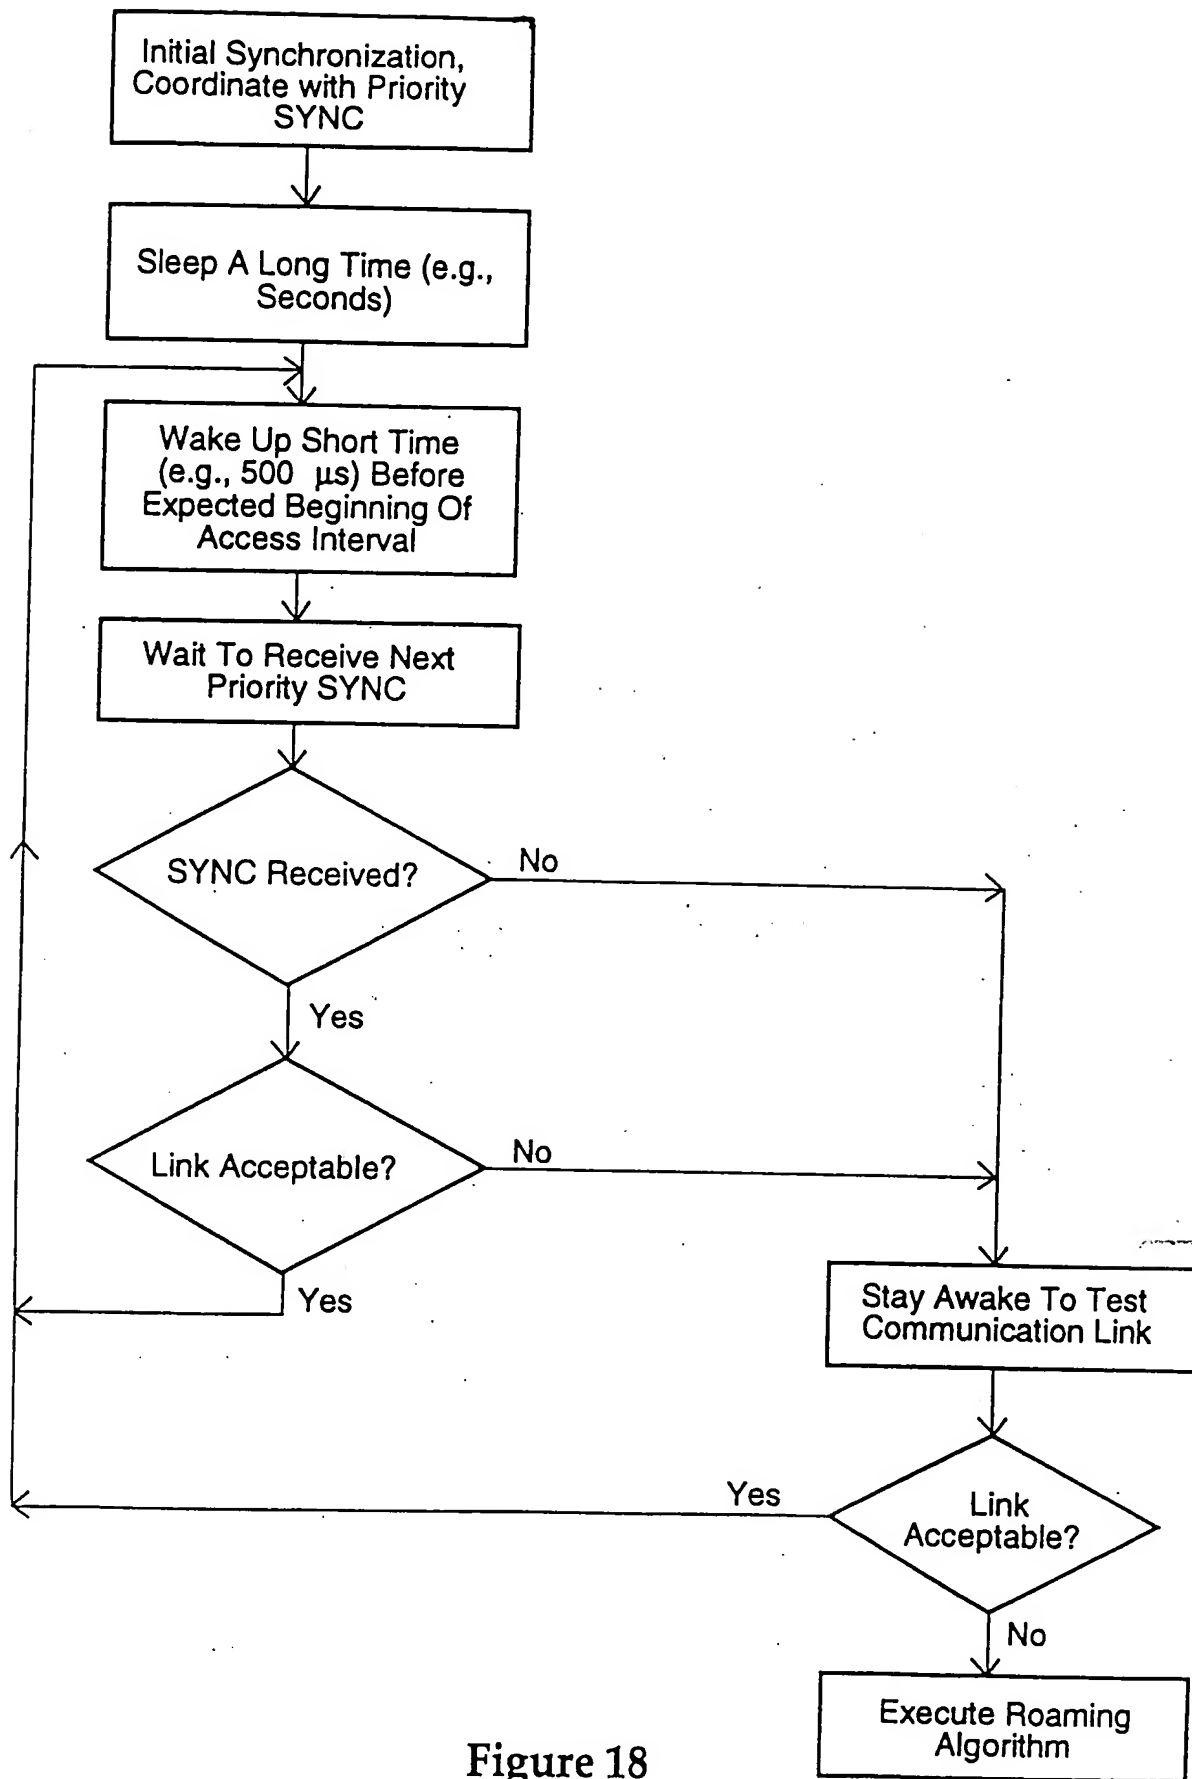 Initial Synchronization,
Coordinate with Priority
SYNC
Sleep A Long Time (e.g.,
Seconds)
Wake Up Short Time
(e.g., 500 µs) Before
Expected Beginning Of
Access Interval
Wait To Receive Next
Priority SYNC
SYNC Received?
No
Yes
Link Acceptable?
No
Yes
Stay Awake To Test
Communication Link
Yes
Link
Acceptable?
No
Execute Roaming
Algorithm
Figure 18